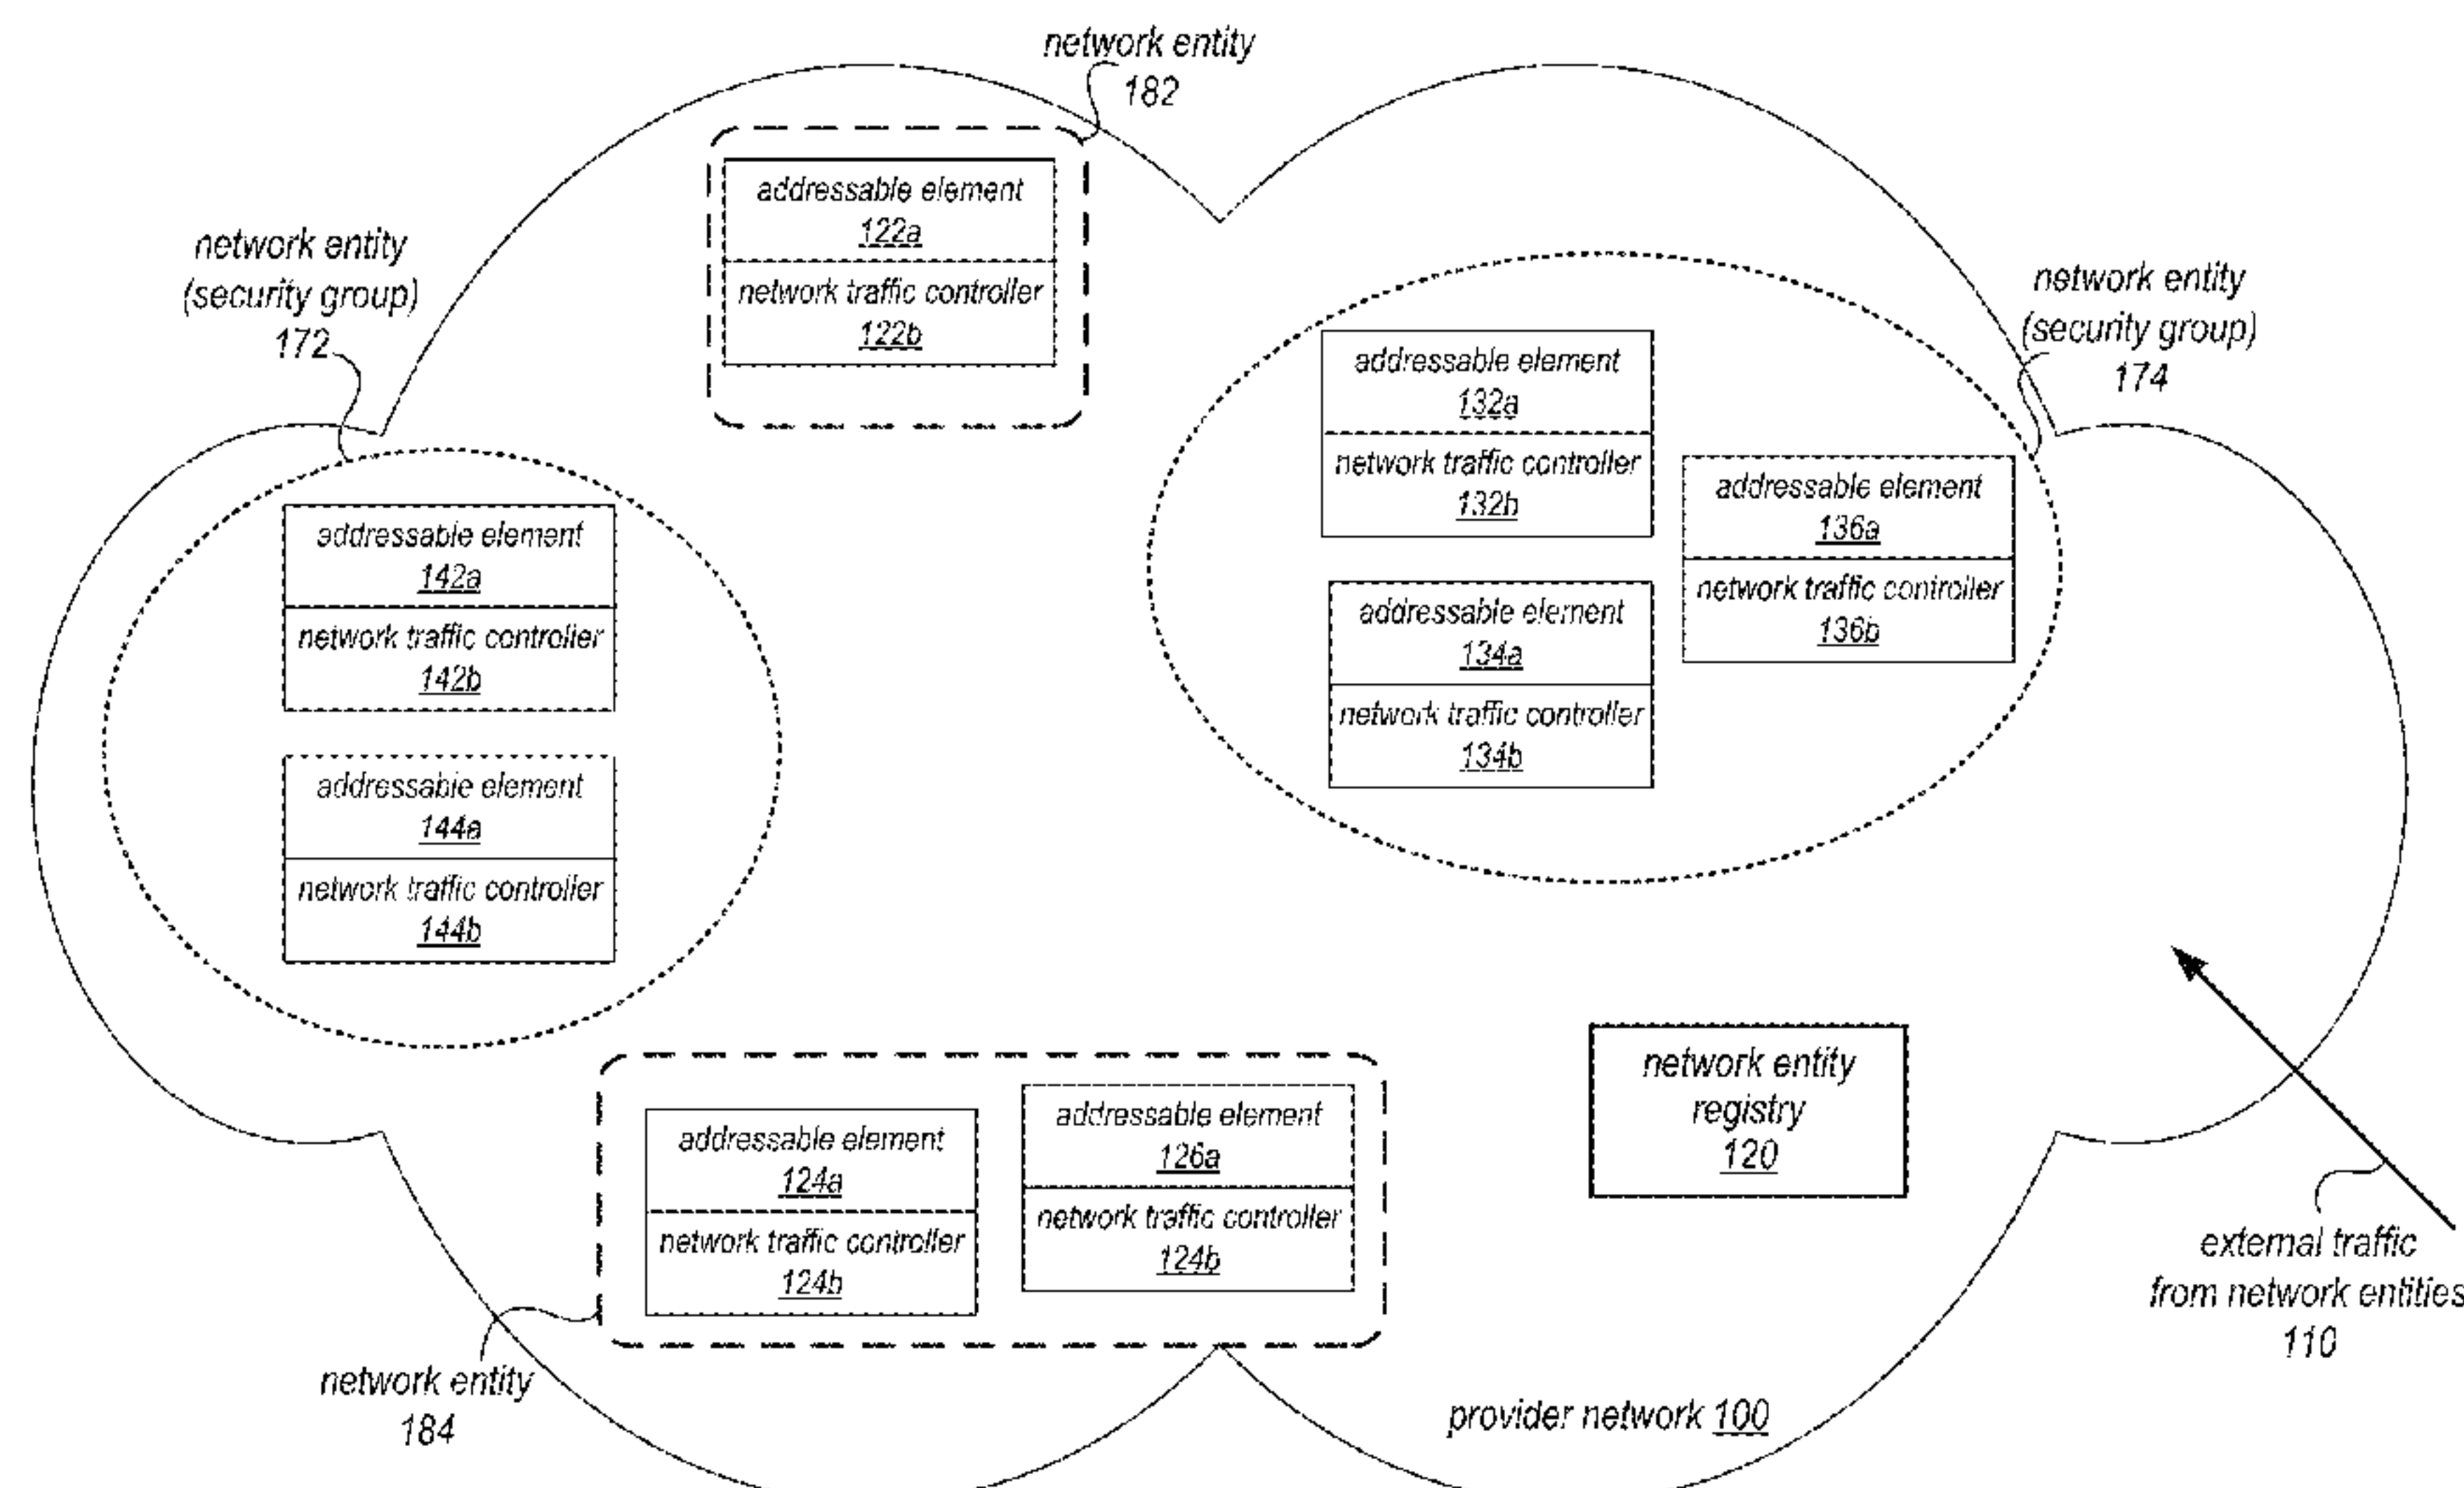 network entity
182
addressable element
122a
network traffic controller
122b
network entity
(security group)
172
network entity
(security group)
174
addressable element
132a
network traffic controller
132b
addressable element
136a
network traffic controller
136b
addressable element
134a
network traffic controller
134b
addressable element
142a
network traffic controller
142b
addressable element
144a
network traffic controller
144b
addressable element
124a
network traffic controller
124b
addressable element
126a
network traffic controller
124b
network entity
184
network entity
registry
120
external traffic
from network entities
110
provider network 100